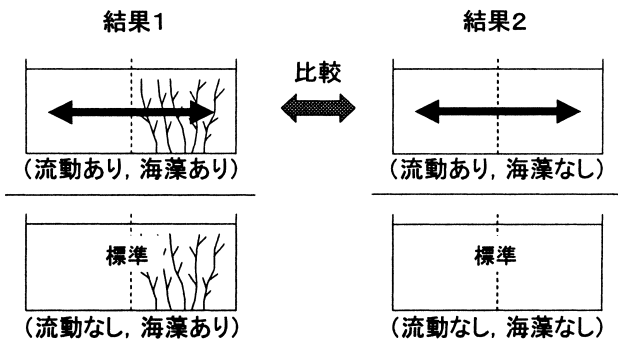 結果1
結果2
比較
(流動あり, 海藻あり)
(流動あり, 海藻なし)
標準
標準
(流動なし, 海藻あり)
(流動なし, 海藻なし)